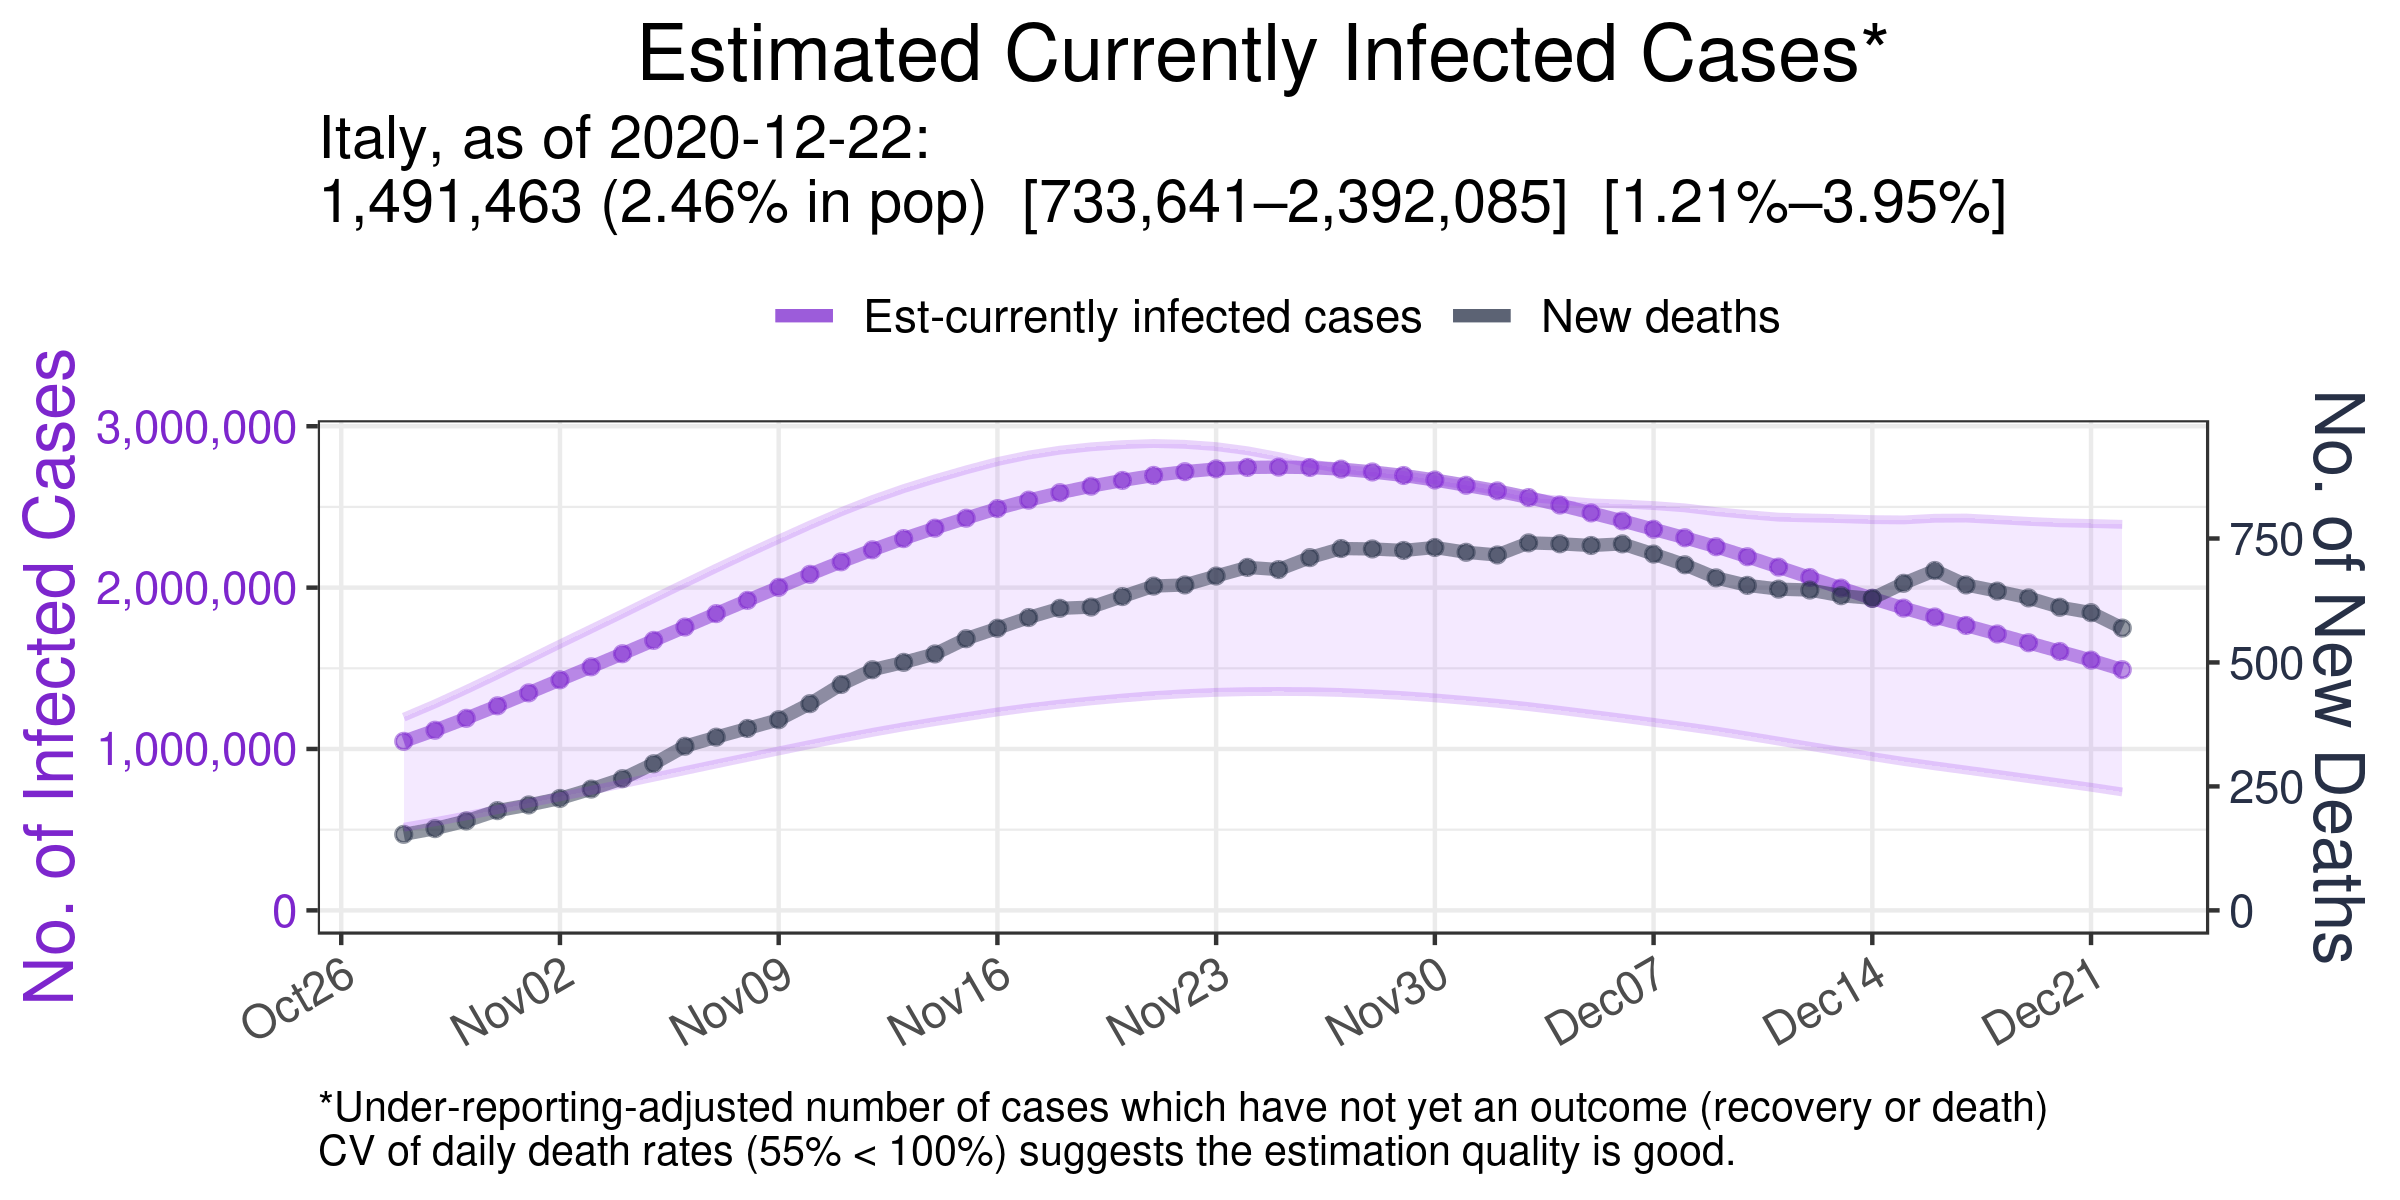 Estimated Currently Infected Cases*
Italy, as of 2020-12-22:
1,491,463 (2.46% in pop)  [733,641–2,392,085]  [1.21%–3.95%]
Est-currently infected cases
New deaths
No. of Infected Cases
3,000,000
2,000,000
1,000,000
0
No. of New Deaths
750
500
250
0
Oct26
Nov02
Nov09
Nov16
Nov23
Nov30
Dec07
Dec14
Dec21
*Under-reporting-adjusted number of cases which have not yet an outcome (recovery or death)
CV of daily death rates (55% < 100%) suggests the estimation quality is good.